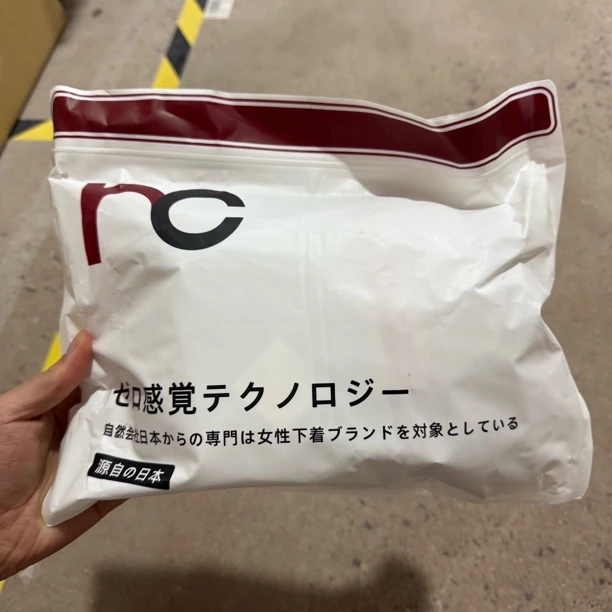 nc
ゼロ感覚テクノロジー
自然会社日本からの専門は女性下着ブランドを対象としている
源自の日本